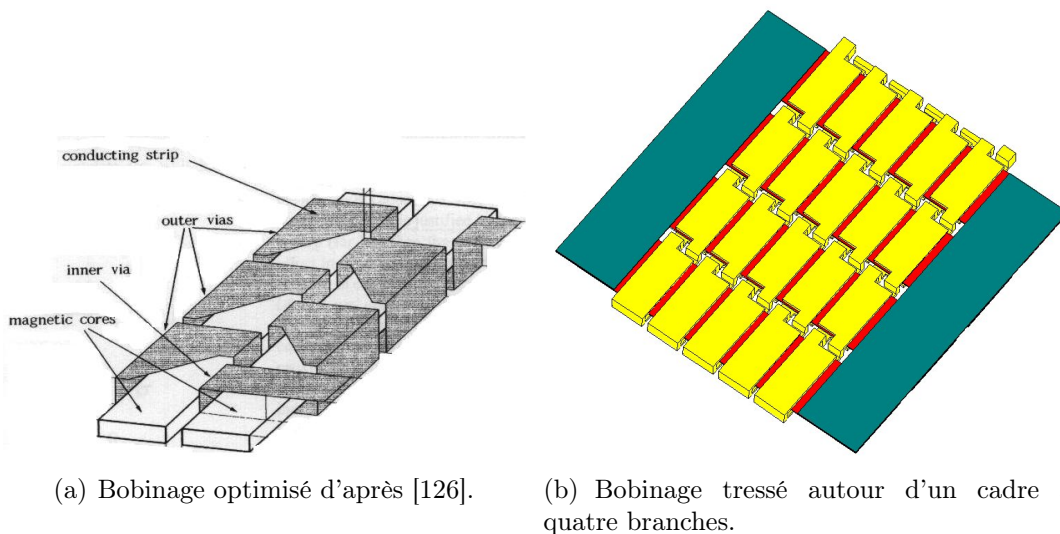 conducting strip
outer vias
inner via
magnetic cores
(a) Bobinage optimisé d'après [126].
(b) Bobinage tressé autour d'un cadre
quatre branches.